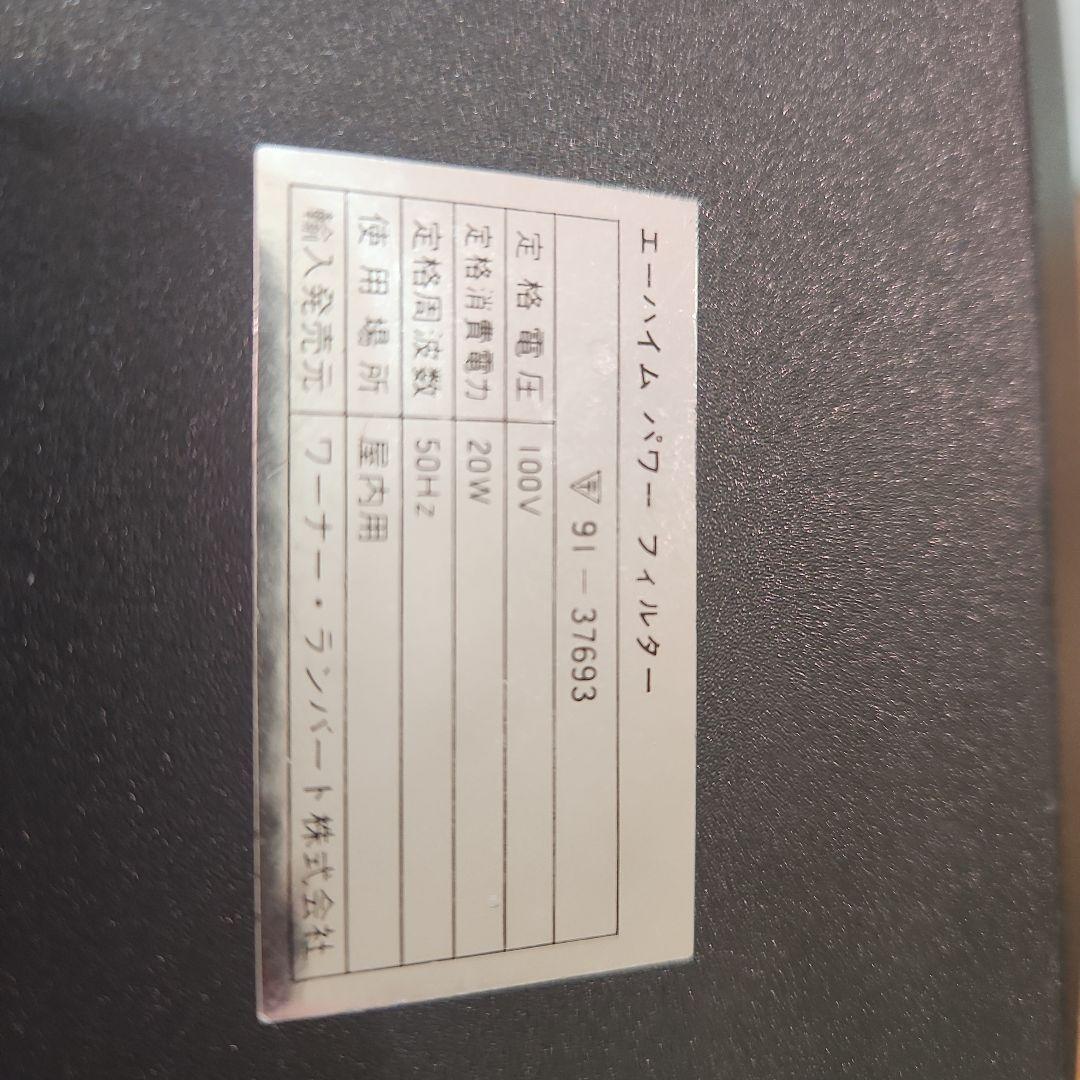 エーハイム パワー フィルター
91-37693
定格電圧 100V
定格消費電力 20W
定格周波数 50Hz
使用場所 屋内用
輸入発売元 ワーナー・ランバート株式会社